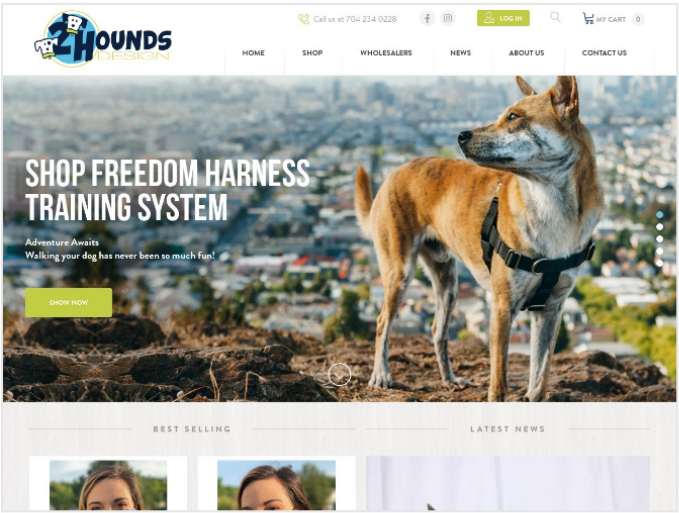 2HOUNDS
DESIGN
Call us at 704 234 0228
LOG IN
MY CART 0
HOME SHOP WHOLESALERS NEWS ABOUT US CONTACT US
SHOP FREEDOM HARNESS
TRAINING SYSTEM
Adventure Awaits
Walking your dog has never been so much fun!
SHOW NOW
BEST SELLING
LATEST NEWS